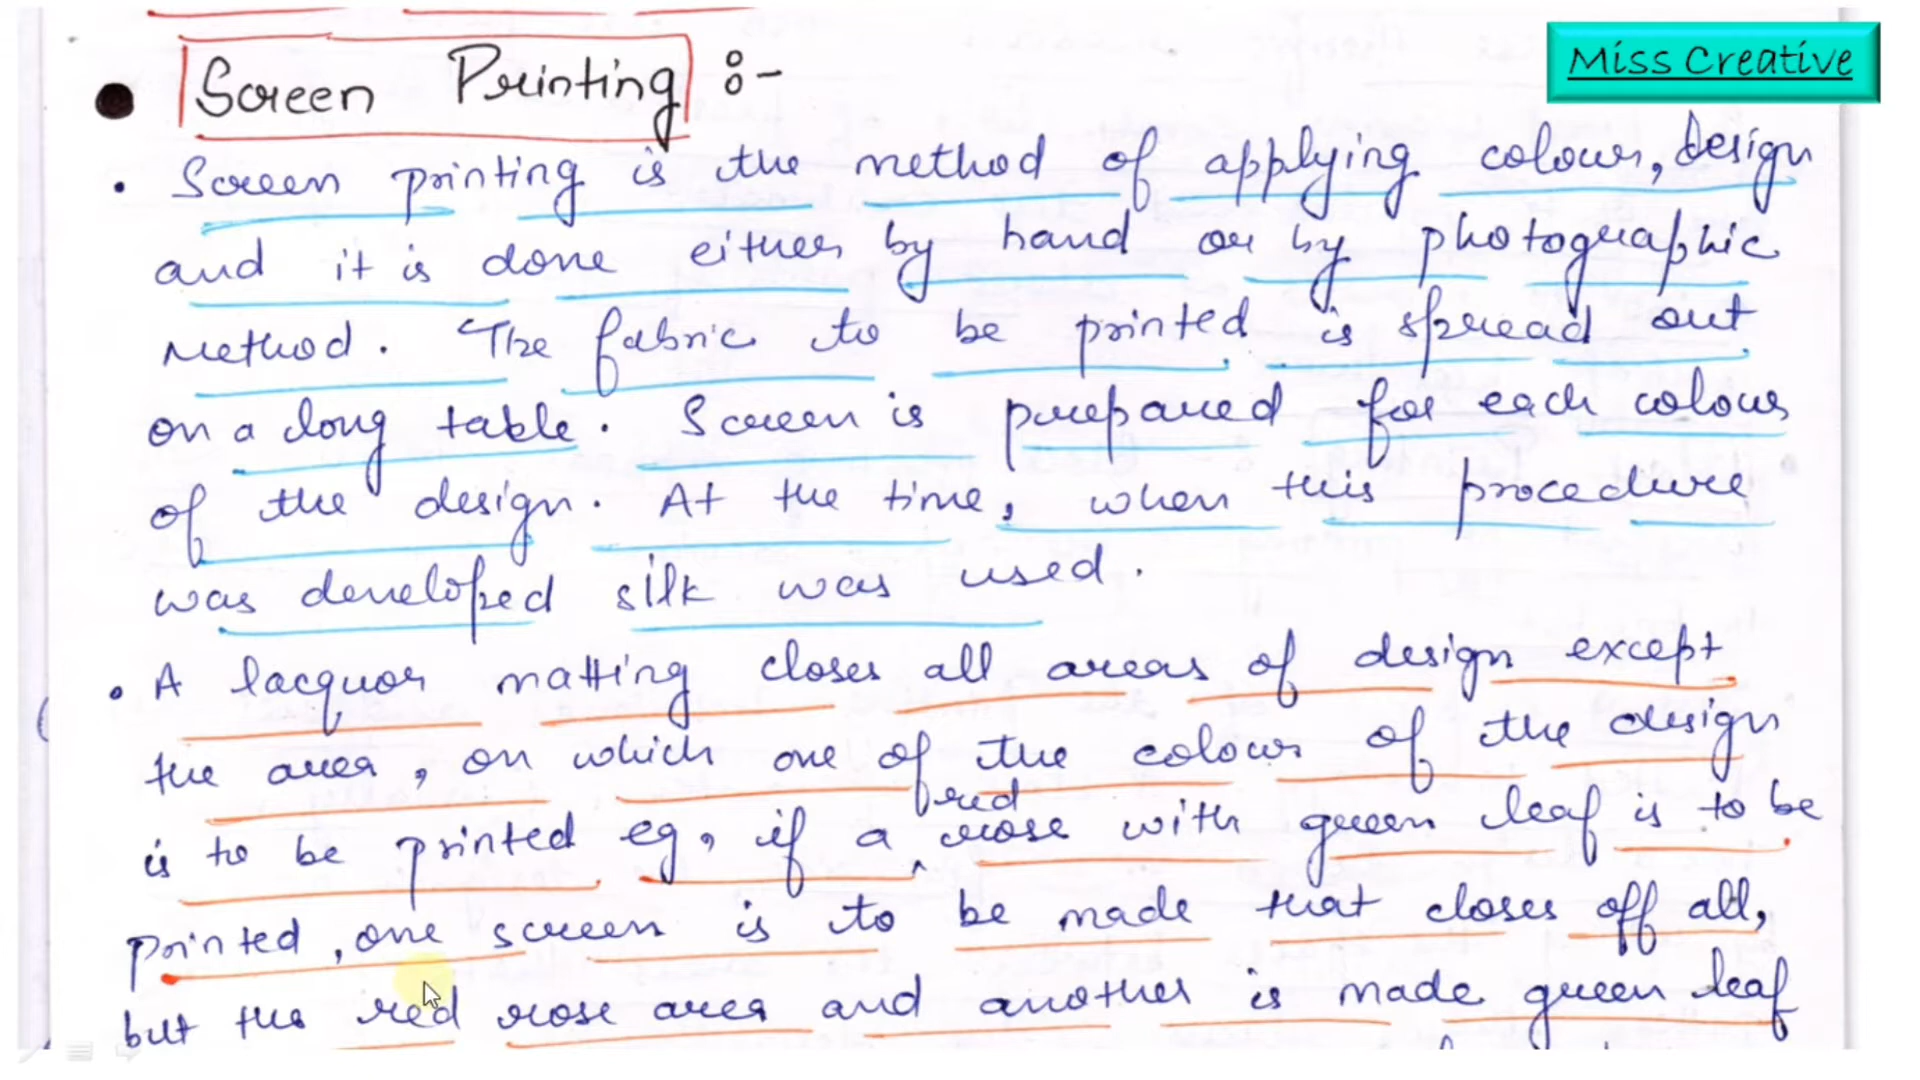 Miss Creative
Screen Printing :-
Screen printing is the method of applying colour, design
and it is done either by hand or by photographic
method. The fabric to be printed is spread out
on a long table. Screen is prepared for each colour
of the design. At the time, when this procedure
was developed silk was used.
A lacquor matting closes all areas of design except
the area, on which one of the colour of the design
is to be printed eg, if a red rose with green leaf is to be
printed, one screen is to be made that closes off all,
but the red rose area and another is made green leaf